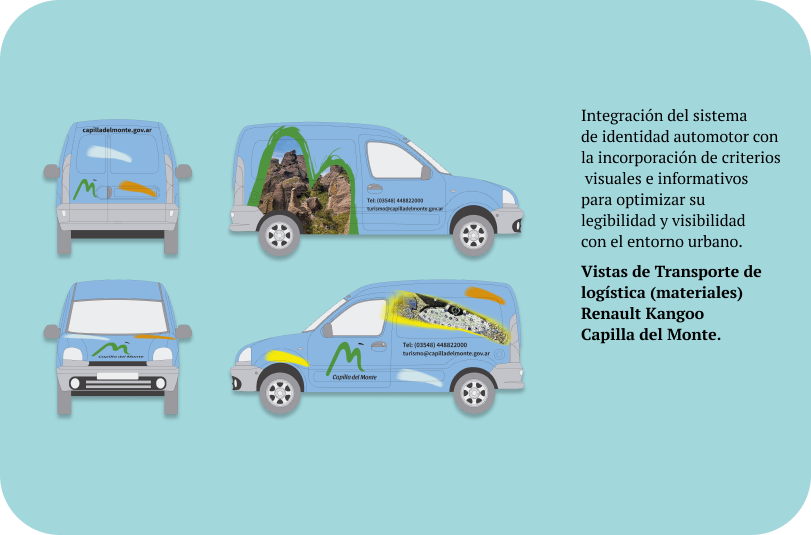 capilladelmonte.gov.ar
Tel: (03548) 448822000
turismo@capilladelmonte.gov.ar
Capilla del Monte
Tel: (03548) 448822000
turismo@capilladelmonte.gov.ar
Capilla del Monte
Integración del sistema
de identidad automotor con
la incorporación de criterios
visuales e informativos
para optimizar su
legibilidad y visibilidad
con el entorno urbano.
Vistas de Transporte de
logística (materiales)
Renault Kangoo
Capilla del Monte.